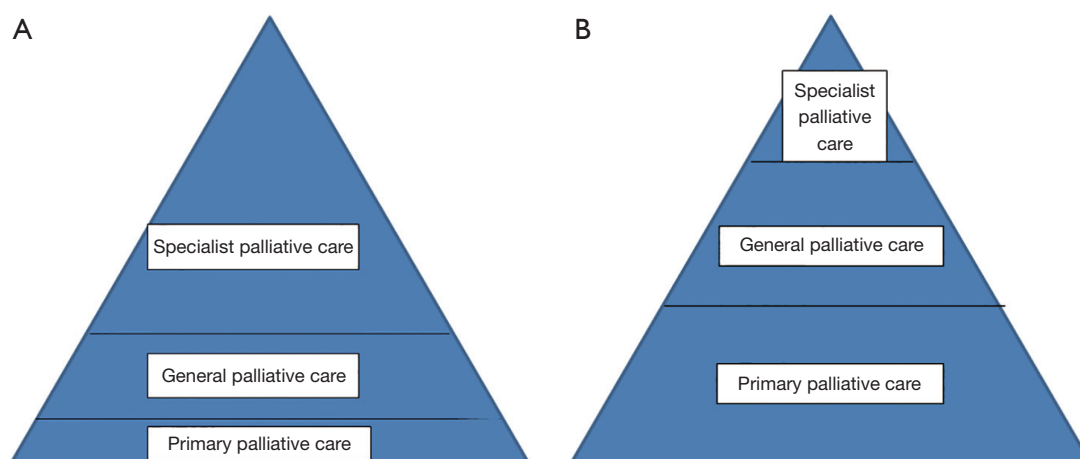 A
Specialist palliative care
General palliative care
Primary palliative care
B
Specialist
palliative
care
General palliative care
Primary palliative care